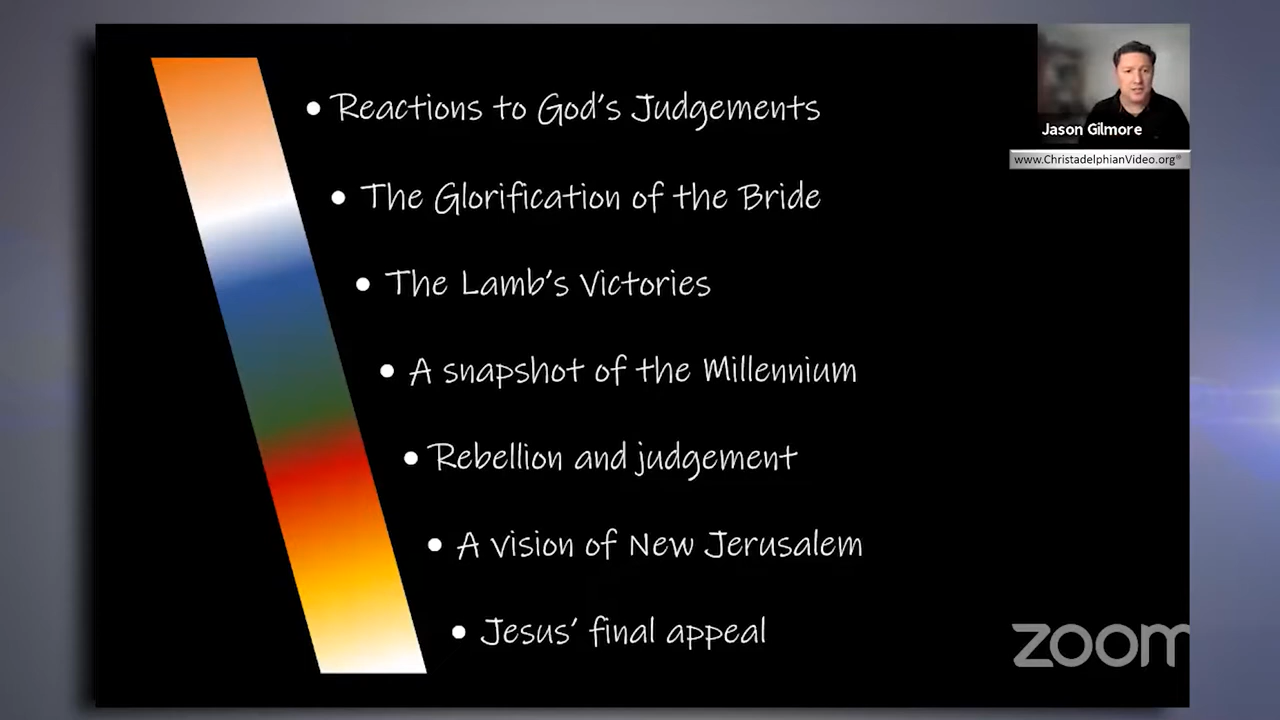 Reactions to God's Judgements
The Glorification of the Bride
The Lamb's Victories
A snapshot of the Millennium
Rebellion and judgement
A vision of New Jerusalem
Jesus' final appeal
Jason Gilmore
www.ChristadelphianVideo.org®
zoom